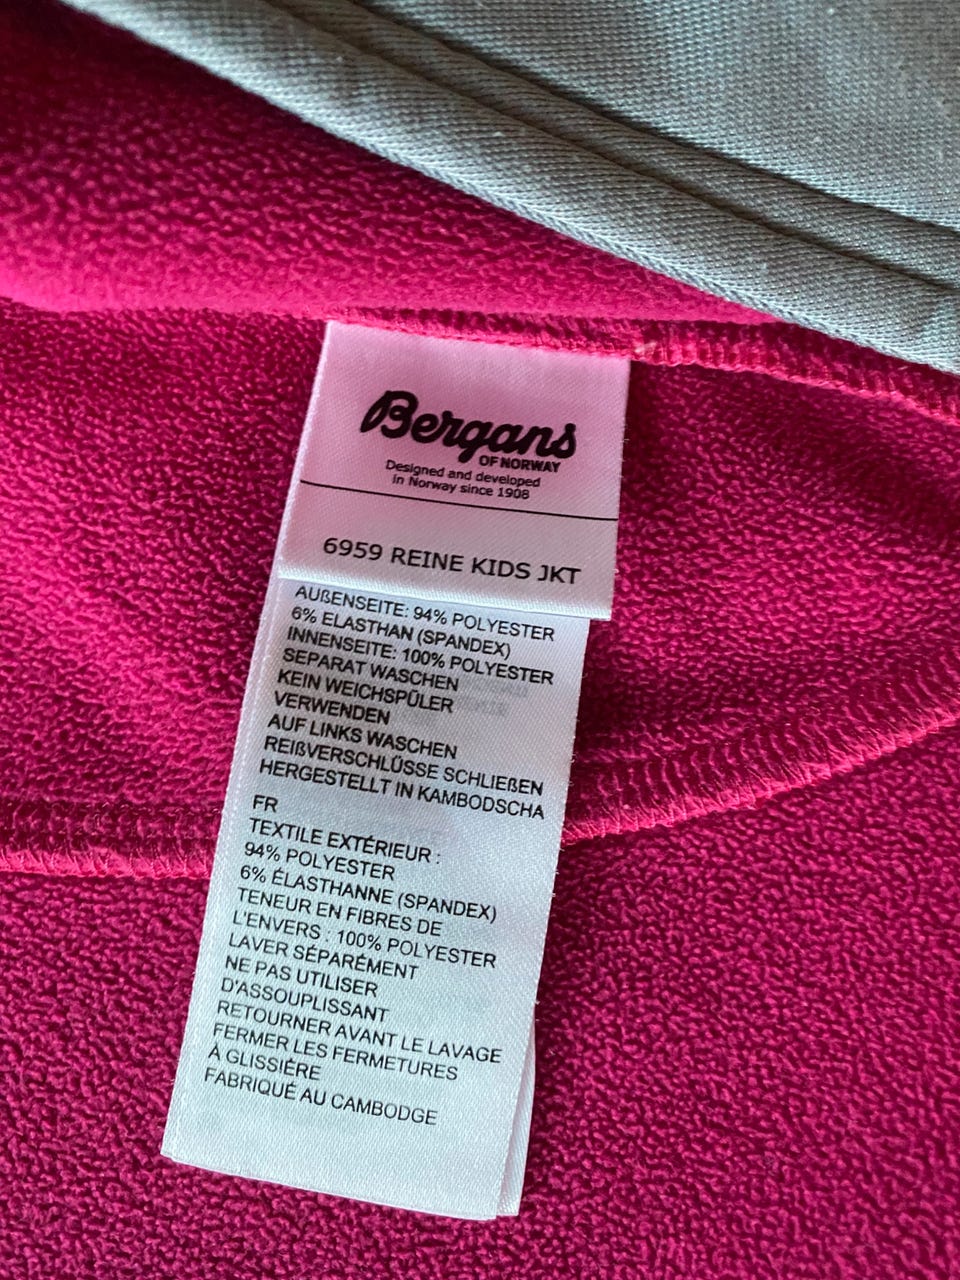 Bergans
OF NORWAY
Designed and developed
in Norway since 1908
6959 REINE KIDS JKT
AUßENSEITE: 94% POLYESTER
6% ELASTHAN (SPANDEX)
INNENSEITE: 100% POLYESTER
SEPARAT WASCHEN
KEIN WEICHSPÜLER
VERWENDEN
AUF LINKS WASCHEN
REIßVERSCHLÜSSE SCHLIEßEN
HERGESTELLT IN KAMBODSCHA
FR
TEXTILE EXTÉRIEUR :
94% POLYESTER
6% ÉLASTHANNE (SPANDEX)
TENEUR EN FIBRES DE
L'ENVERS : 100% POLYESTER
LAVER SÉPARÉMENT
NE PAS UTILISER
D'ASSOUPLISSANT
RETOURNER AVANT LE LAVAGE
FERMER LES FERMETURES
À GLISSIÈRE
FABRIQUÉ AU CAMBODGE